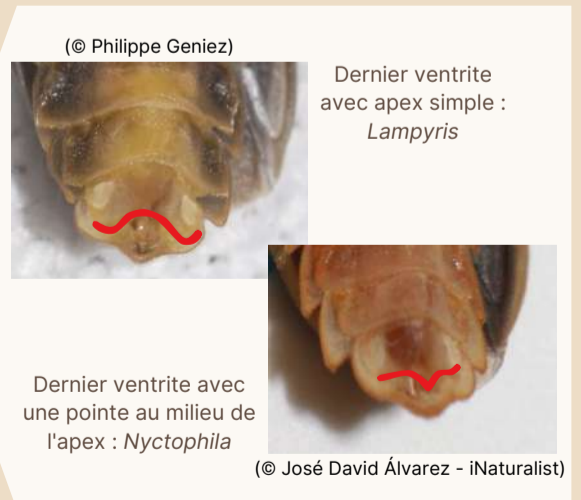 (© Philippe Geniez)
Dernier ventrite
avec apex simple :
Lampyris
Dernier ventrite avec
une pointe au milieu de
l'apex : Nyctophila
(© José David Álvarez - iNaturalist)